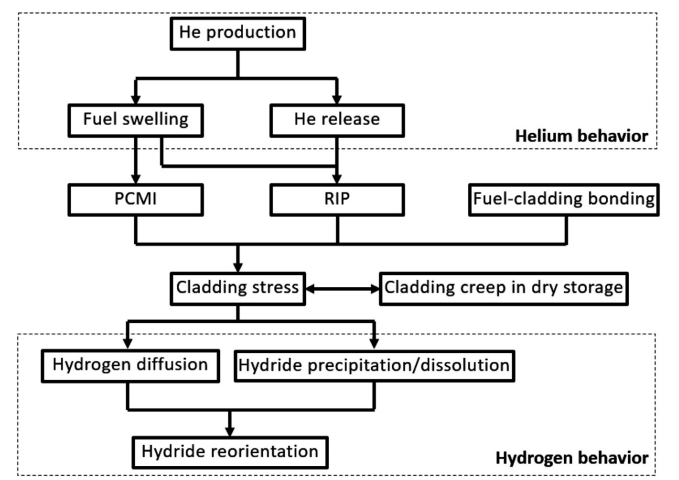 He production
Fuel swelling
He release
Helium behavior
PCMI
RIP
Fuel-cladding bonding
Cladding stress
Cladding creep in dry storage
Hydrogen diffusion
Hydride precipitation/dissolution
Hydride reorientation
Hydrogen behavior